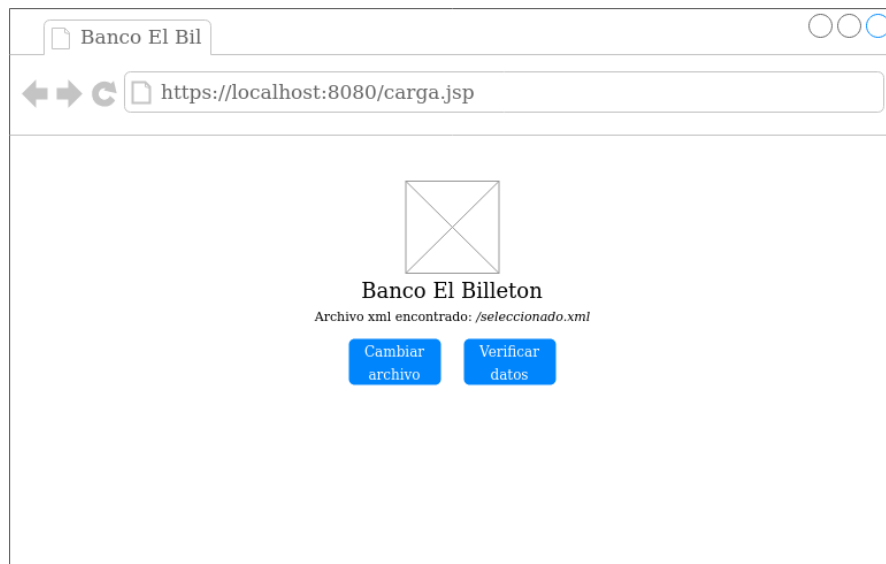 Banco El Bil
https://localhost:8080/carga.jsp
Banco El Billeton
Archivo xml encontrado: /seleccionado.xml
Cambiar
archivo
Verificar
datos